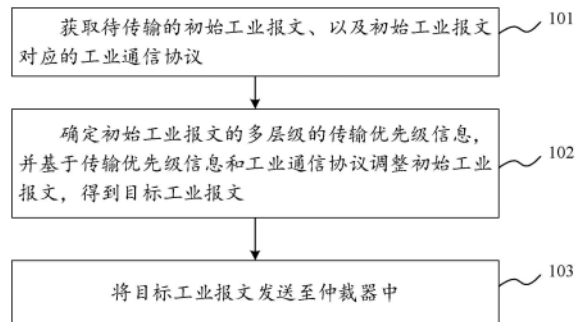 获取待传输的初始工业报文、以及初始工业报文
对应的工业通信协议
101
确定初始工业报文的多层级的传输优先级信息，
并基于传输优先级信息和工业通信协议调整初始工业
报文，得到目标工业报文
102
将目标工业报文发送至仲裁器中
103